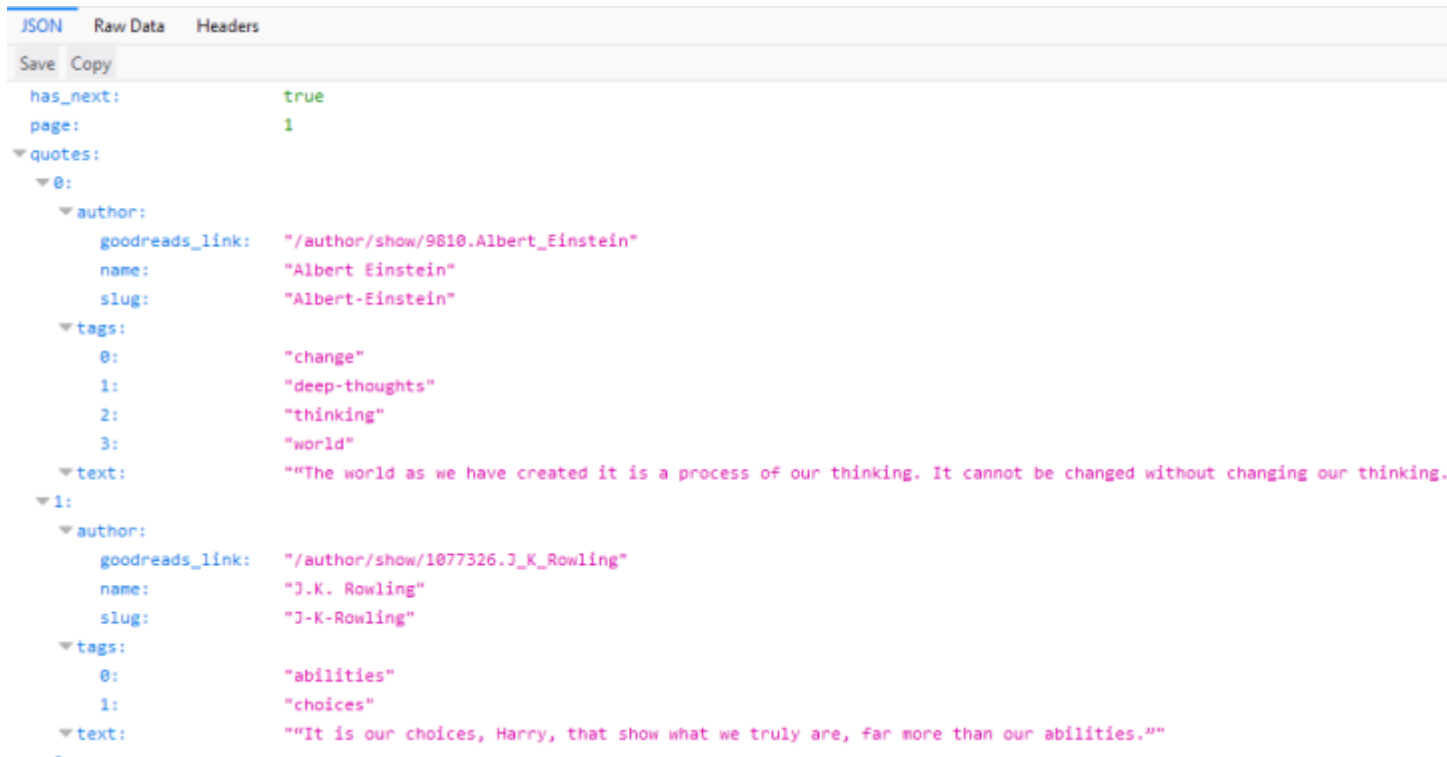 JSON Raw Data Headers
Save Copy
has_next: true
page: 1
quotes:
0:
author:
goodreads_link: "/author/show/9810.Albert_Einstein"
name: "Albert Einstein"
slug: "Albert-Einstein"
tags:
0: "change"
1: "deep-thoughts"
2: "thinking"
3: "world"
text: "“The world as we have created it is a process of our thinking. It cannot be changed without changing our thinking.
1:
author:
goodreads_link: "/author/show/1077326.J_K_Rowling"
name: "J.K. Rowling"
slug: "J-K-Rowling"
tags:
0: "abilities"
1: "choices"
text: "“It is our choices, Harry, that show what we truly are, far more than our abilities.”"